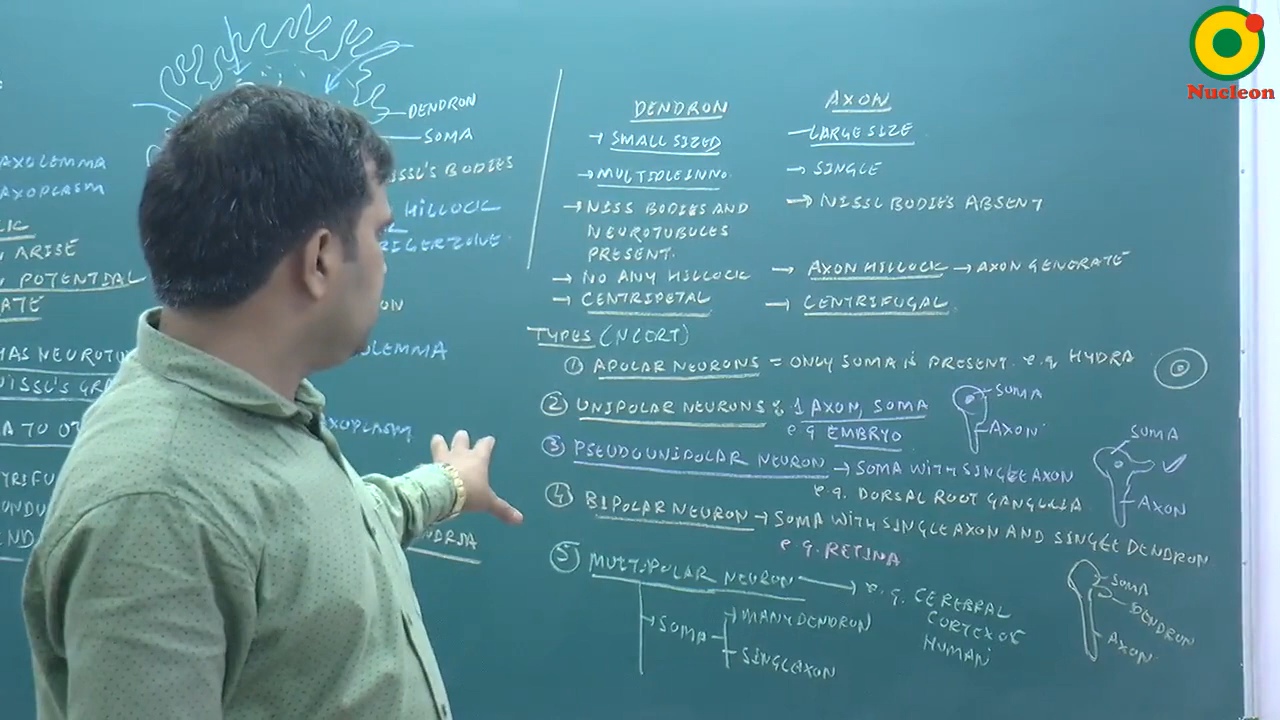 Nucleon
AXOLEMMA
AXOPLASM
ARISE
POTENTIAL
DENDRON
SOMA
BODIES
HILLOCK
DENDRON
→ SMALL SIZED
→ MULTIPLE IN NO.
→ NISS BODIES AND
NEUROTUBULES
PRESENT.
→ NO ANY HILLOCK
→ CENTRIPETAL
AXON
→ LARGE SIZE
→ SINGLE
→ NISSL BODIES ABSENT
→ AXON HILLOCK → AXON GENERATE
→ CENTRIFUGAL
TYPES (NCERT)
① APOLAR NEURONS = ONLY SOMA is PRESENT. e.g HYDRA
② UNIPOLAR NEURONS : 1 AXON, SOMA
e.g EMBRYO
SOMA
AXON
③ PSEUDOUNIPOLAR NEURON → SOMA WITH SINGLE AXON
e.g. DORSAL ROOT GANGLIA
SOMA
AXON
④ BIPOLAR NEURON → SOMA WITH SINGLE AXON AND SINGLE DENDRON
e.g. RETINA
SOMA
DENDRON
AXON
⑤ MULTIPOLAR NEURON → e.g. CEREBRAL
CORTEX OF
HUMAN
→ SOMA
→ MANY DENDRON
→ SINGLE AXON